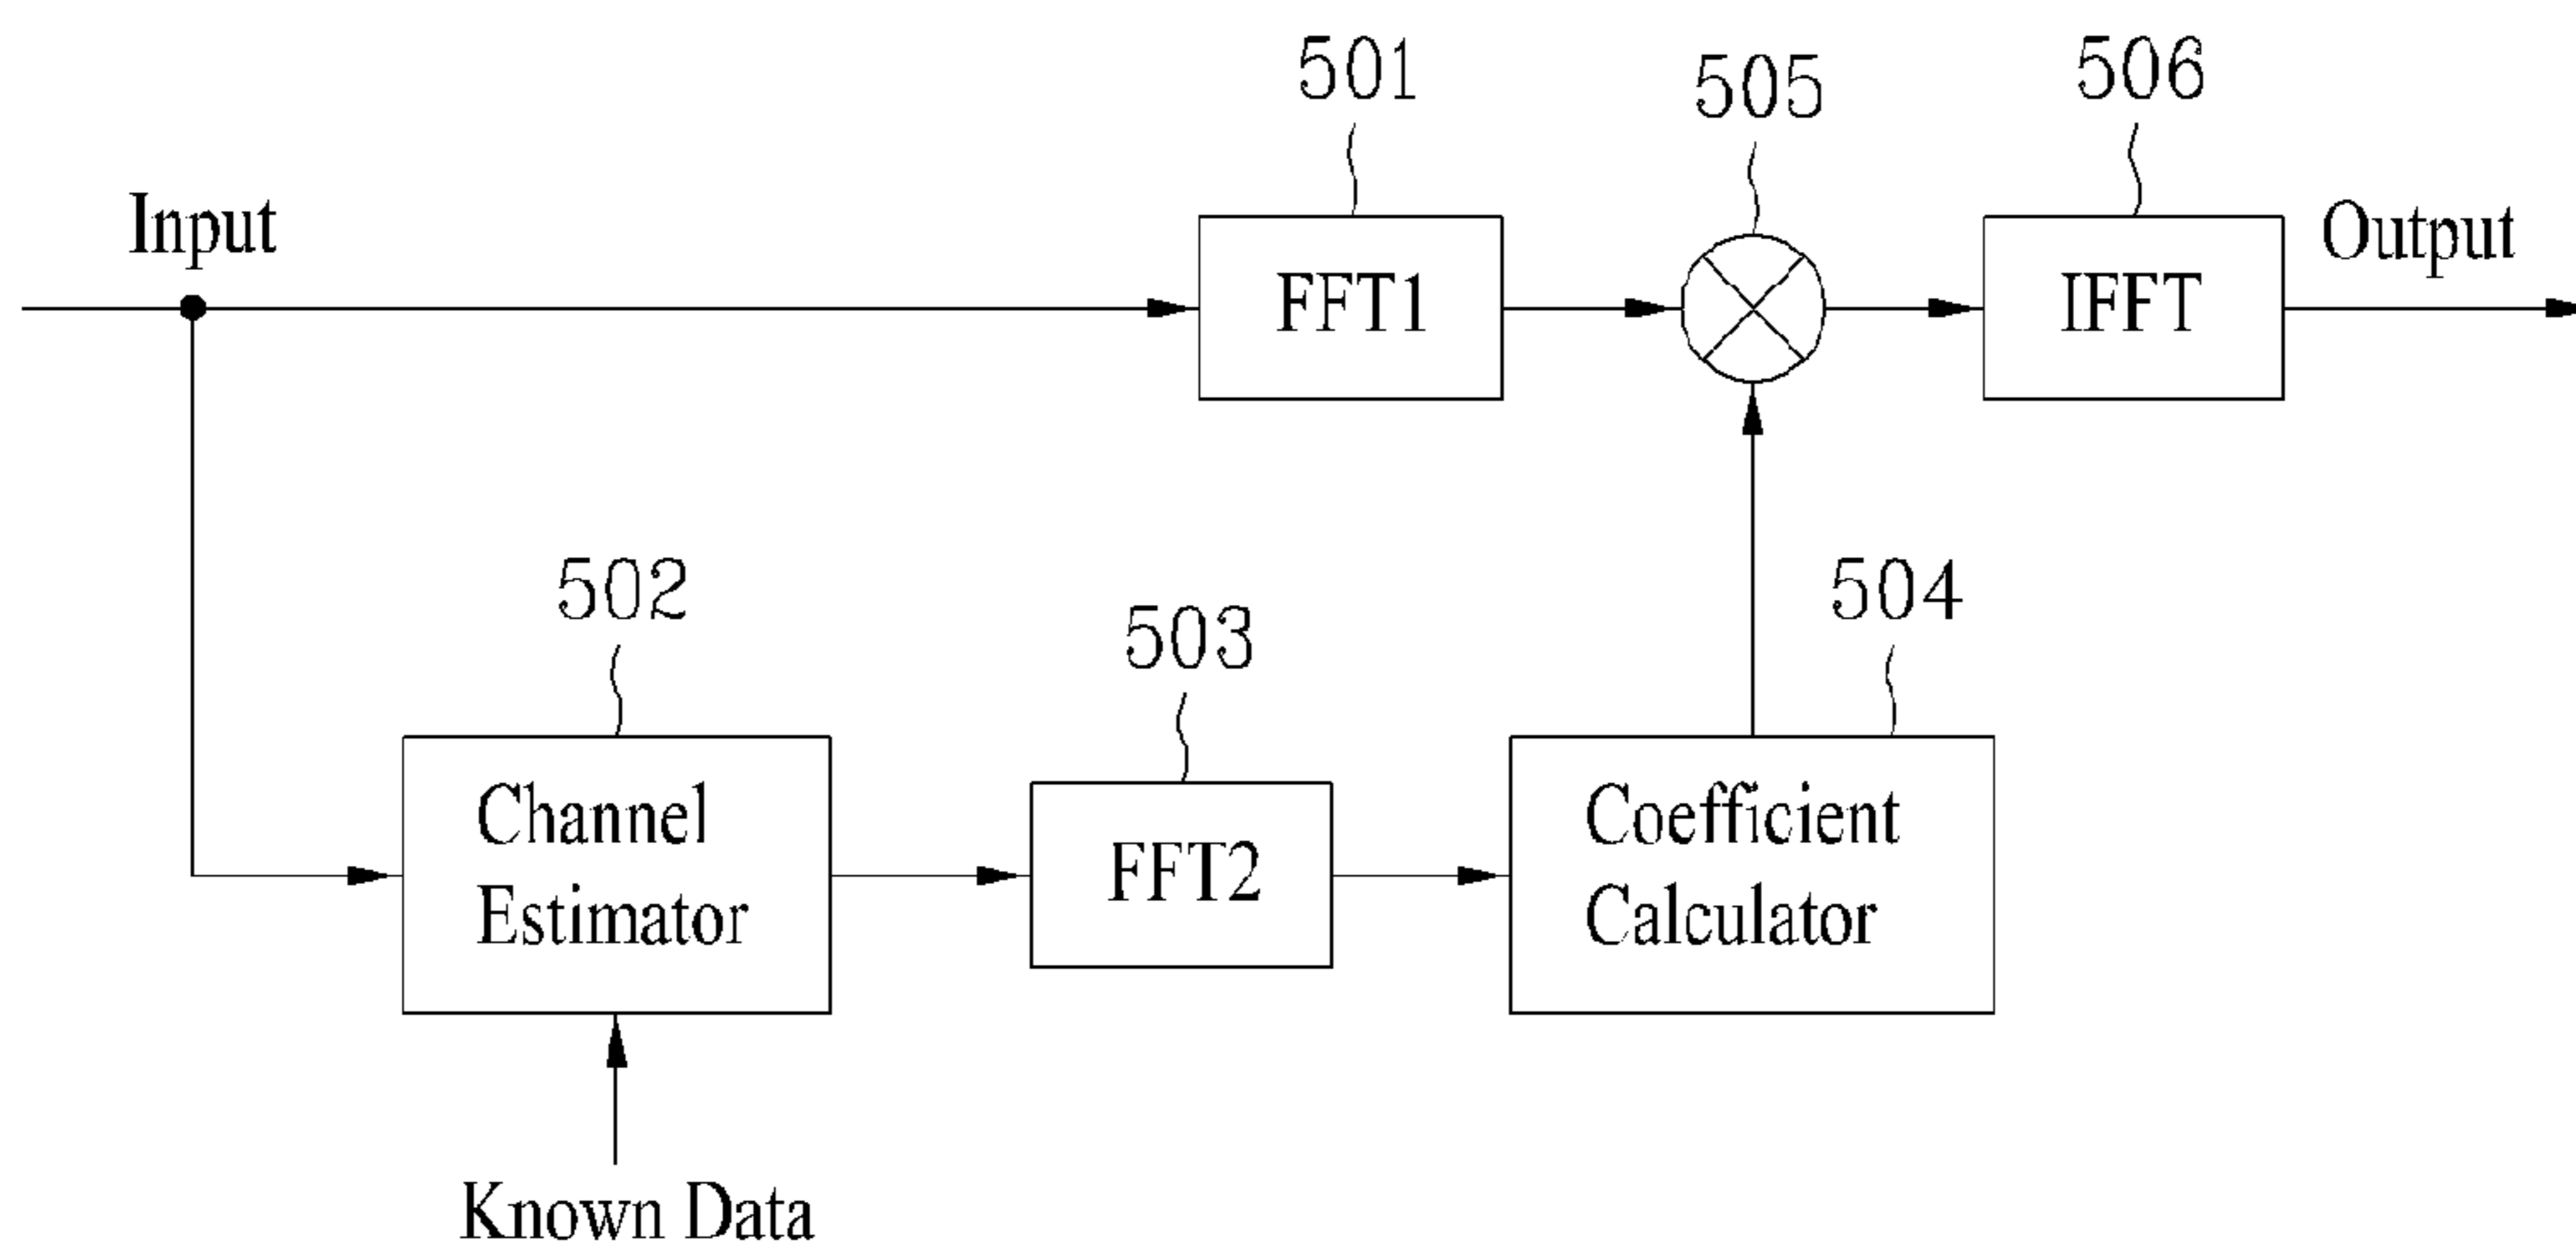 501
505
506
Input
FFT1
IFFT
Output
502
503
504
Channel
Estimator
FFT2
Coefficient
Calculator
Known Data